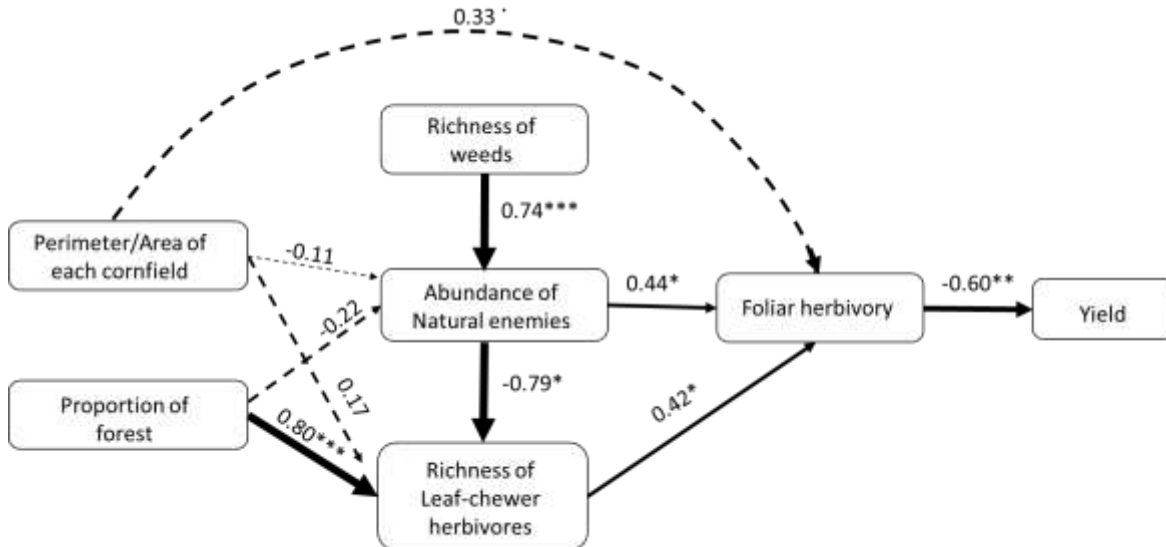 0.33 ·
Richness of
weeds
0.74***
Perimeter/Area of
each cornfield
-0.11
Abundance of
Natural enemies
0.44*
Foliar herbivory
-0.60**
Yield
-0.22
0.17
-0.79*
Proportion of
forest
0.80***
0.42*
Richness of
Leaf-chewer
herbivores